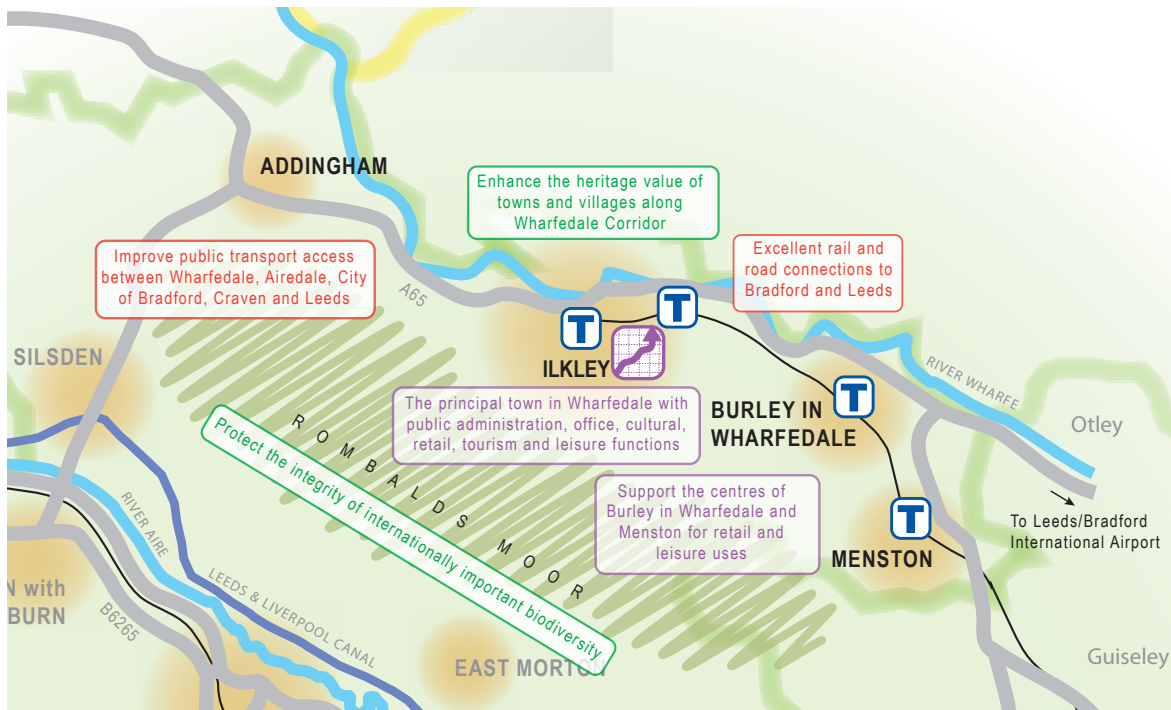 ADDINGHAM
Enhance the heritage value of
towns and villages along
Wharfedale Corridor
Improve public transport access
between Wharfedale, Airedale, City
of Bradford, Craven and Leeds
Excellent rail and
road connections to
Bradford and Leeds
A65
T
T
SILSDEN
ILKLEY
RIVER WHARFE
T
The principal town in Wharfedale with
public administration, office, cultural,
retail, tourism and leisure functions
BURLEY IN
WHARFEDALE
Otley
ROMBALDS MOOR
Protect the integrity of internationally important biodiversity
Support the centres of
Burley in Wharfedale and
Menston for retail and
leisure uses
T
MENSTON
To Leeds/Bradford
International Airport
RIVER AIRE
LEEDS & LIVERPOOL CANAL
N with
BURN
B6265
EAST MORTON
Guiseley